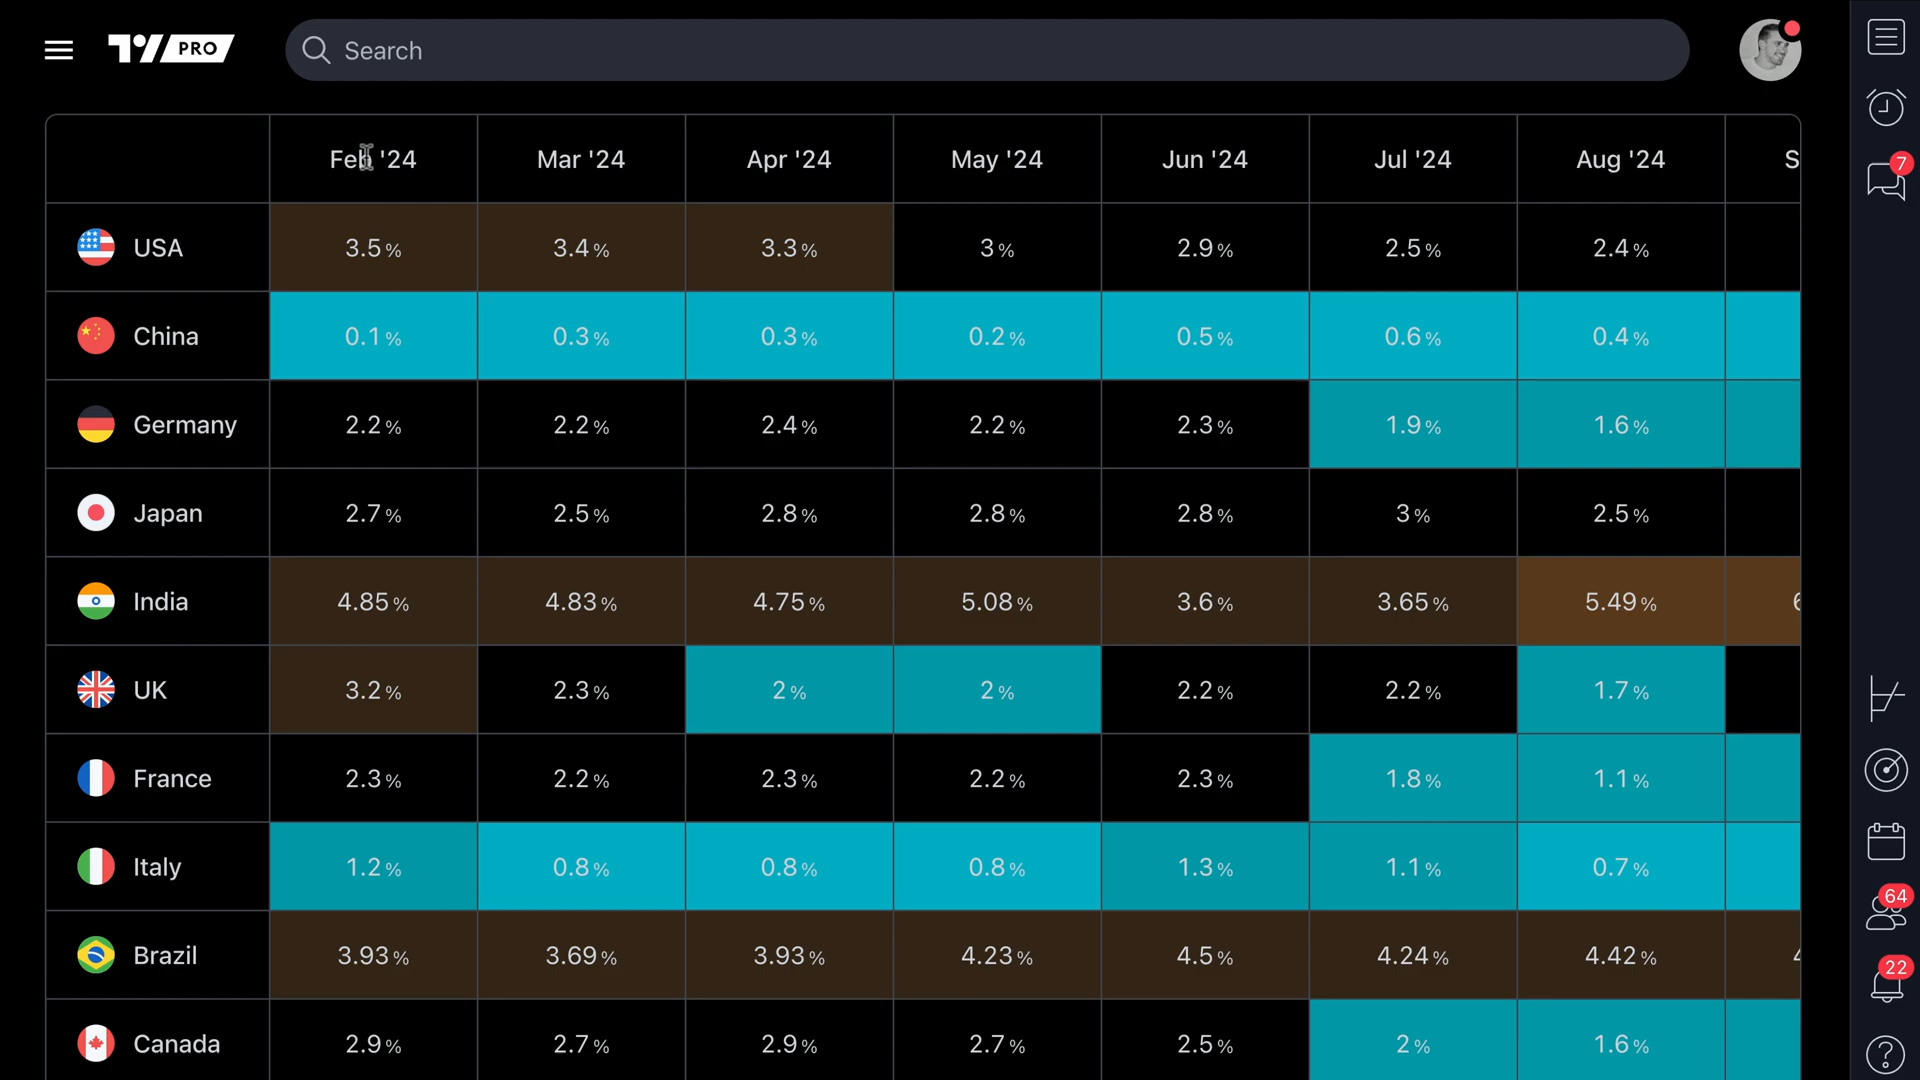 TV PRO Search
Feb '24 Mar '24 Apr '24 May '24 Jun '24 Jul '24 Aug '24 S
USA 3.5% 3.4% 3.3% 3% 2.9% 2.5% 2.4%
China 0.1% 0.3% 0.3% 0.2% 0.5% 0.6% 0.4%
Germany 2.2% 2.2% 2.4% 2.2% 2.3% 1.9% 1.6%
Japan 2.7% 2.5% 2.8% 2.8% 2.8% 3% 2.5%
India 4.85% 4.83% 4.75% 5.08% 3.6% 3.65% 5.49%
UK 3.2% 2.3% 2% 2% 2.2% 2.2% 1.7%
France 2.3% 2.2% 2.3% 2.2% 2.3% 1.8% 1.1%
Italy 1.2% 0.8% 0.8% 0.8% 1.3% 1.1% 0.7%
Brazil 3.93% 3.69% 3.93% 4.23% 4.5% 4.24% 4.42%
Canada 2.9% 2.7% 2.9% 2.7% 2.5% 2% 1.6%
7
64
22
?